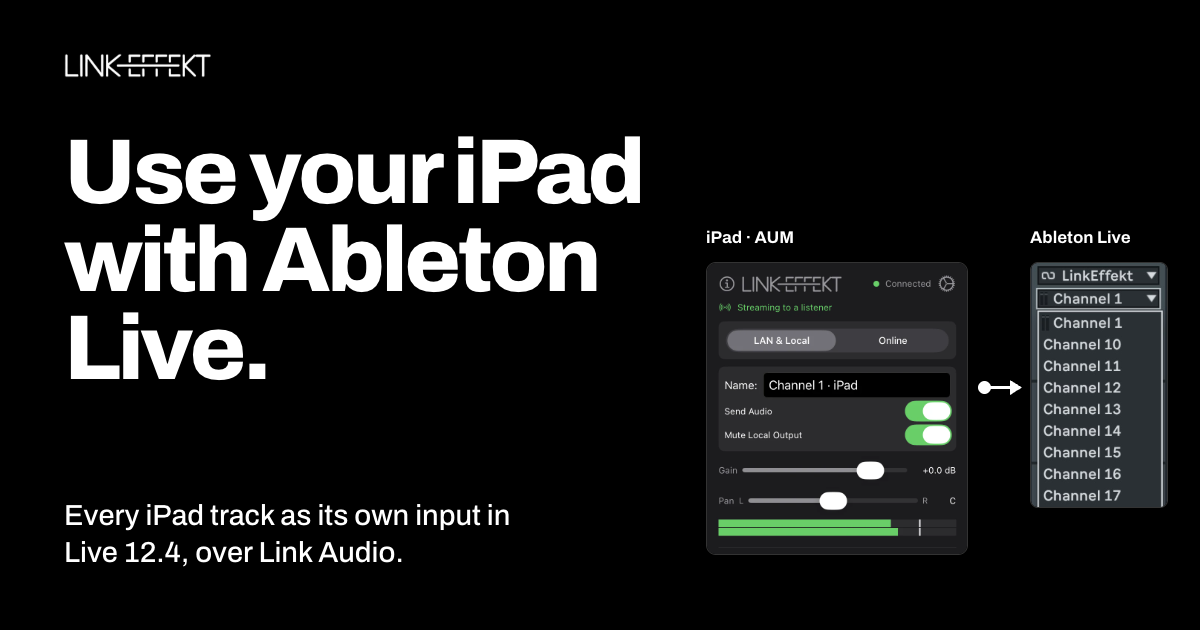 LINK-EFFEKT
Use your iPad
with Ableton
Live.
Every iPad track as its own input in
Live 12.4, over Link Audio.
iPad · AUM
LINK-EFFEKT
Connected
Streaming to a listener
LAN & Local
Online
Name: Channel 1 · iPad
Send Audio
Mute Local Output
Gain +0.0 dB
Pan L R C
Ableton Live
LinkEffekt
Channel 1
Channel 1
Channel 10
Channel 11
Channel 12
Channel 13
Channel 14
Channel 15
Channel 16
Channel 17